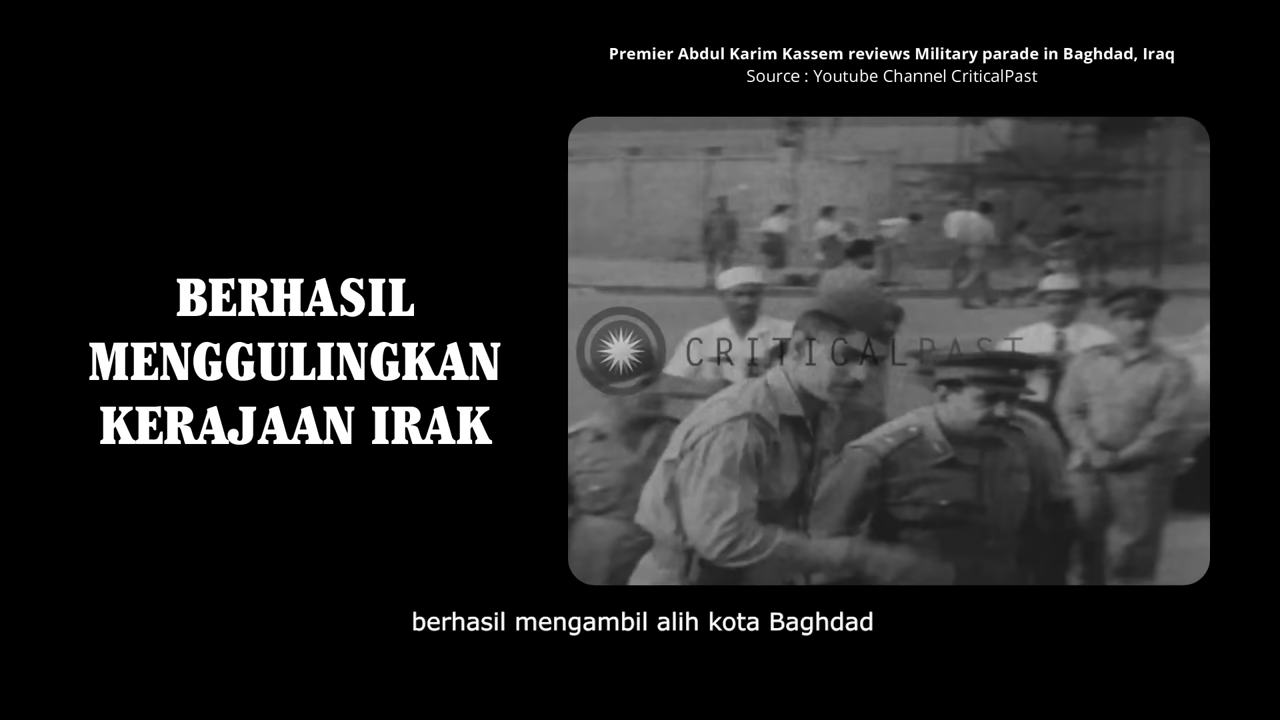 Premier Abdul Karim Kassem reviews Military parade in Baghdad, Iraq
Source : Youtube Channel CriticalPast
BERHASIL
MENGGULINGKAN
KERAJAAN IRAK
CRITICALPAST
berhasil mengambil alih kota Baghdad